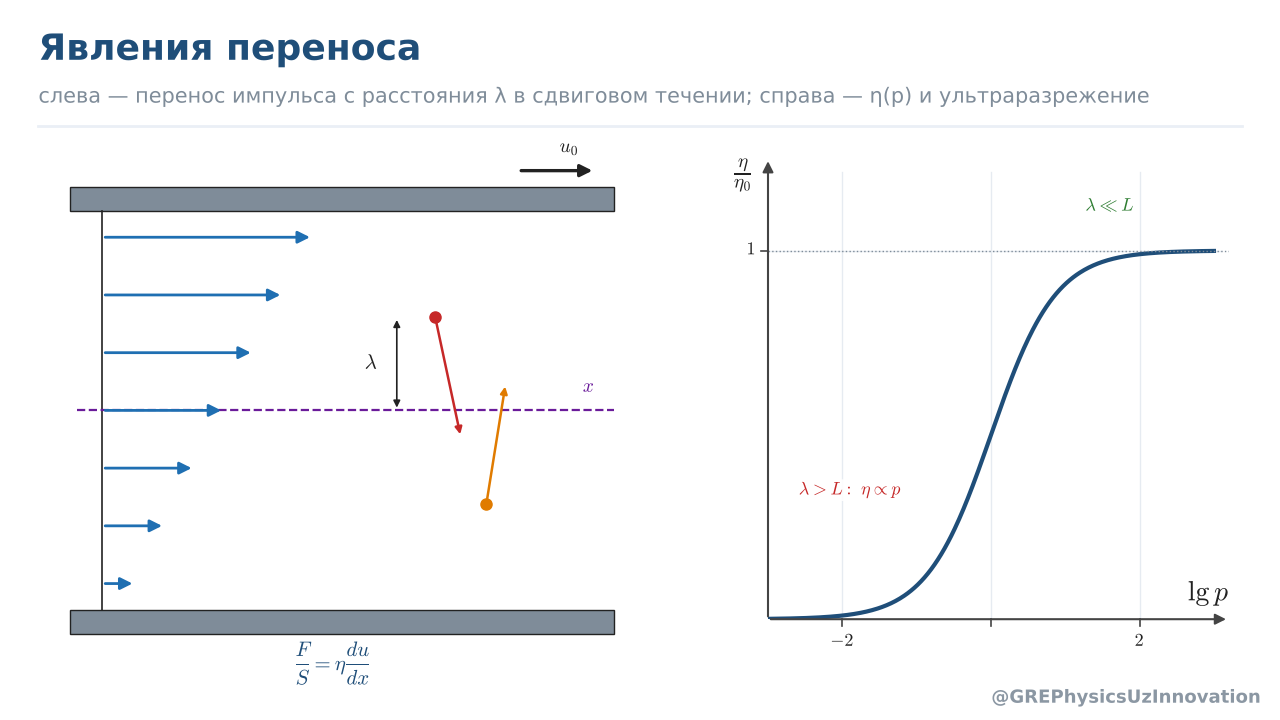 Явления переноса
слева — перенос импульса с расстояния λ в сдвиговом течении; справа — η(p) и ультраразрежение
u₀
λ
x
F/S = η du/dx
η/η₀
λ ≪ L
1
λ > L : η ∝ p
lg p
−2
2
@GREPhysicsUzInnovation